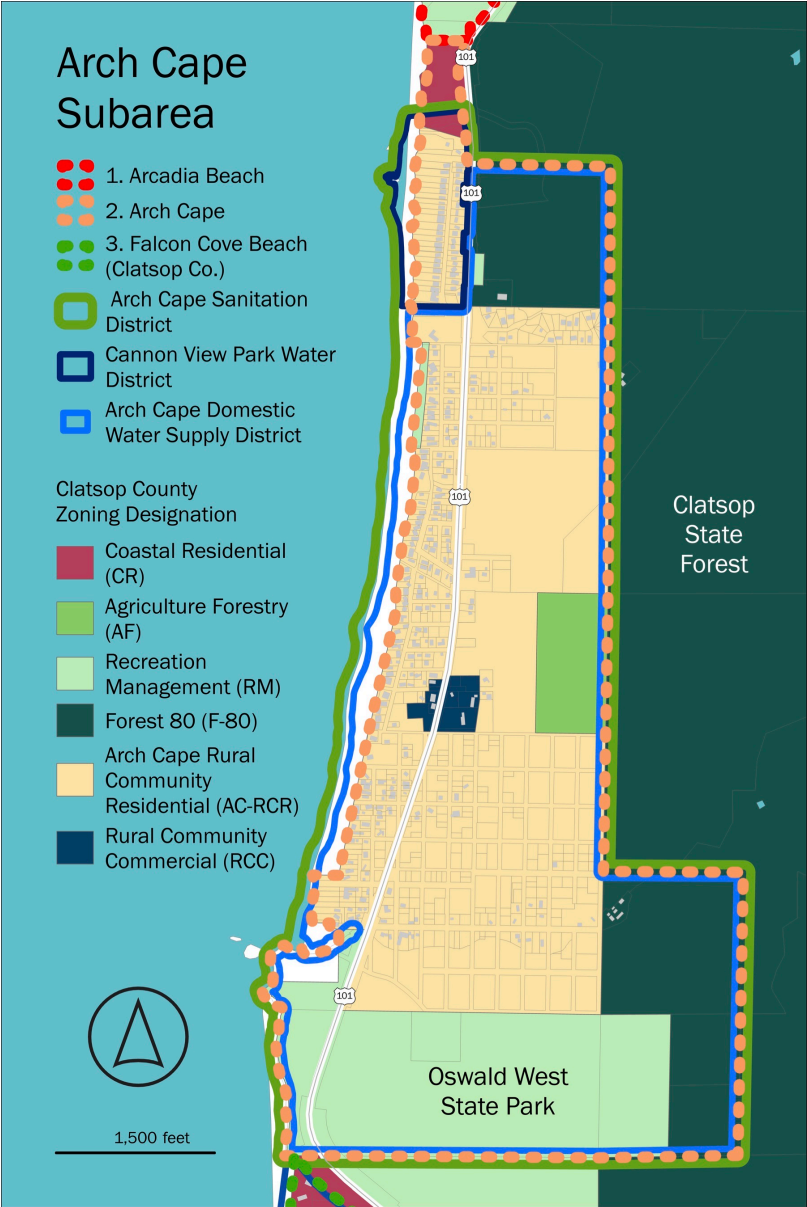 Arch Cape
Subarea
1. Arcadia Beach
2. Arch Cape
3. Falcon Cove Beach
(Clatsop Co.)
Arch Cape Sanitation
District
Cannon View Park Water
District
Arch Cape Domestic
Water Supply District
Clatsop County
Zoning Designation
Coastal Residential
(CR)
Agriculture Forestry
(AF)
Recreation
Management (RM)
Forest 80 (F-80)
Arch Cape Rural
Community
Residential (AC-RCR)
Rural Community
Commercial (RCC)
1,500 feet
101
101
101
101
Clatsop
State
Forest
Oswald West
State Park